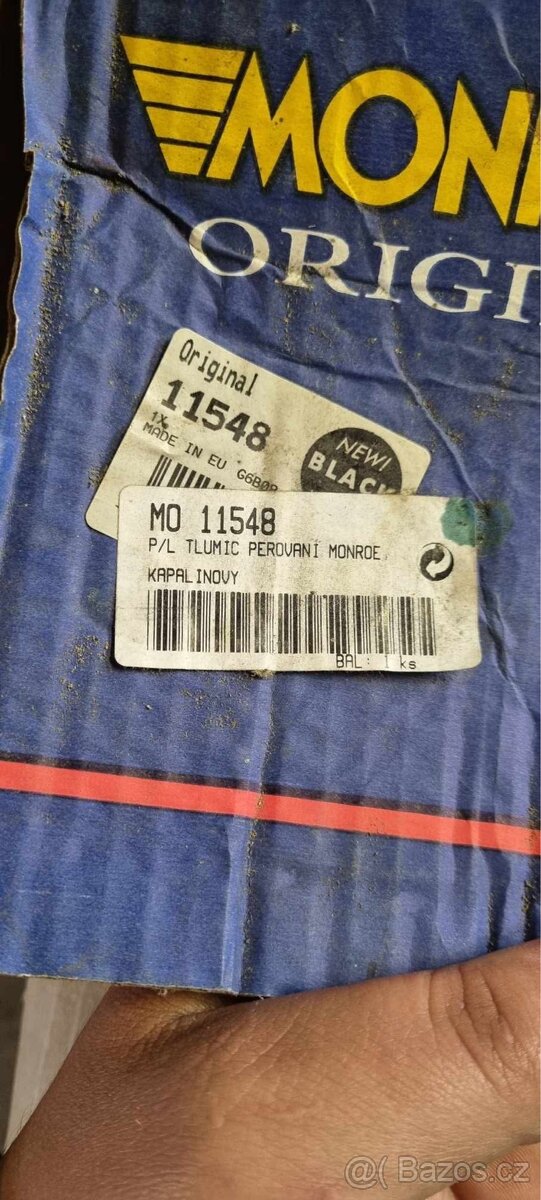 MON
ORIGI
Original
11548
1X
MADE IN EU
NEW!
BLACK
MO 11548
P/L TLUMIC PEROVANI MONROE
KAPALINOVY
BAL: 1 ks
@( Bazos.cz